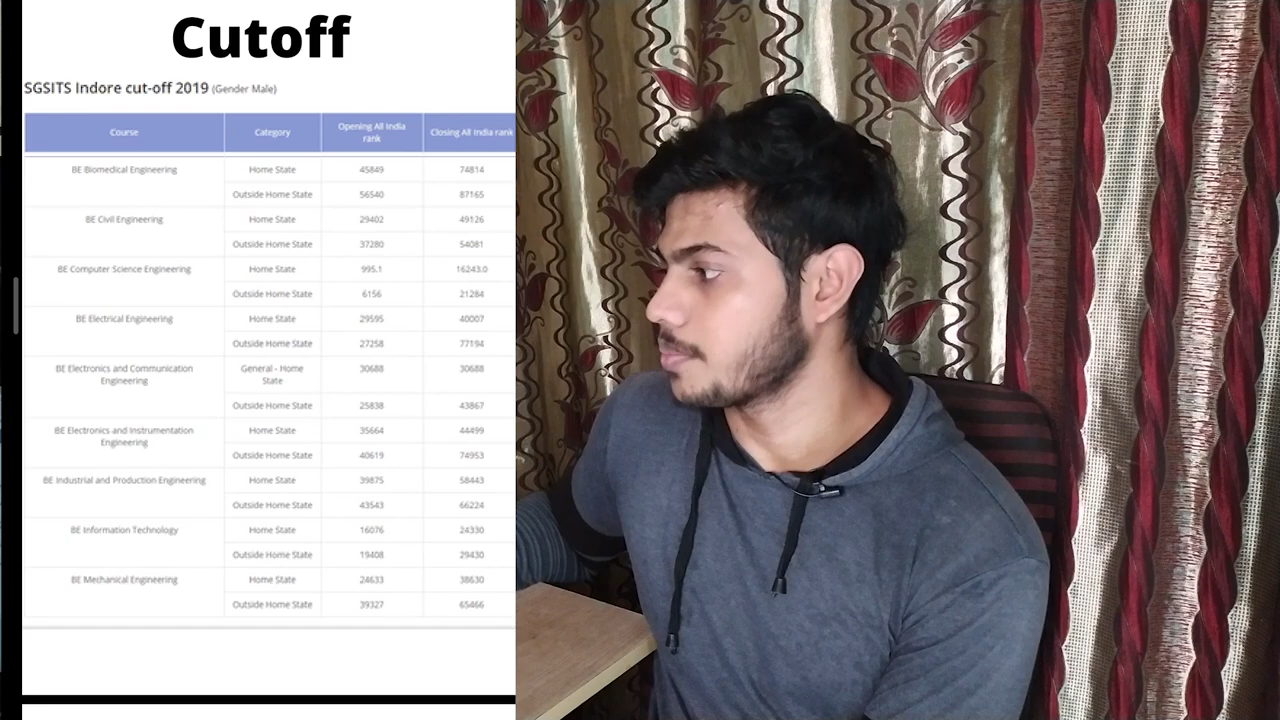 Cutoff
SGSITS Indore cut-off 2019 (Gender Male)
Course Category Opening All India rank Closing All India rank
BE Biomedical Engineering Home State 45849 74814
Outside Home State 56540 87165
BE Civil Engineering Home State 29402 49126
Outside Home State 37280 54081
BE Computer Science Engineering Home State 995.1 16243.0
Outside Home State 6156 21284
BE Electrical Engineering Home State 29595 40007
Outside Home State 27258 77194
BE Electronics and Communication Engineering General - Home State 30688 30688
Outside Home State 25838 43867
BE Electronics and Instrumentation Engineering Home State 35664 44499
Outside Home State 40619 74953
BE Industrial and Production Engineering Home State 39875 58443
Outside Home State 43543 66224
BE Information Technology Home State 16076 24330
Outside Home State 19408 29430
BE Mechanical Engineering Home State 24633 38630
Outside Home State 39327 65466